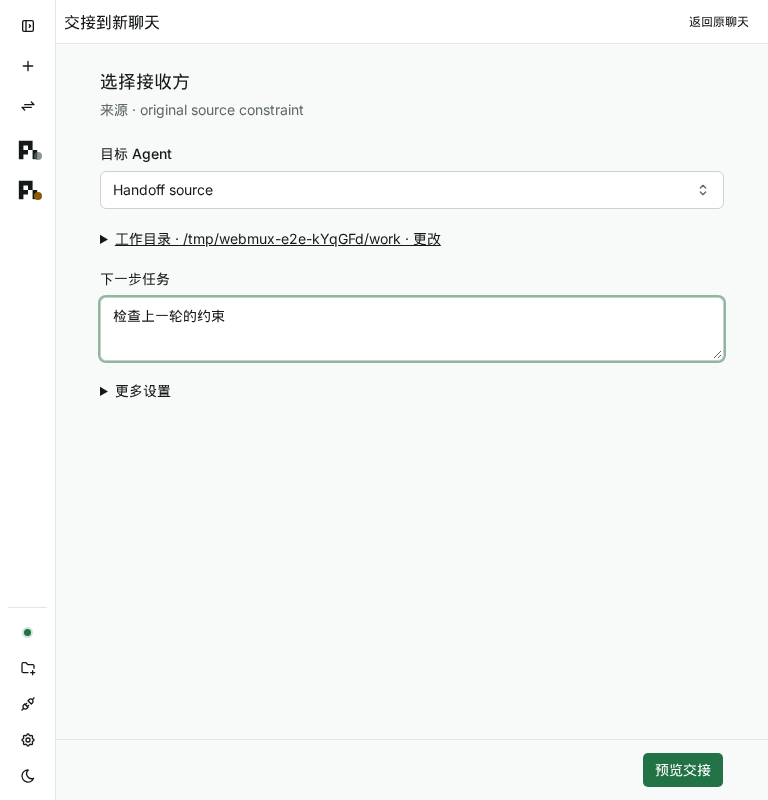 交接到新聊天
返回原聊天
选择接收方
来源 · original source constraint
目标 Agent
Handoff source
工作目录 · /tmp/webmux-e2e-kYqGFd/work · 更改
下一步任务
检查上一轮的约束
更多设置
预览交接